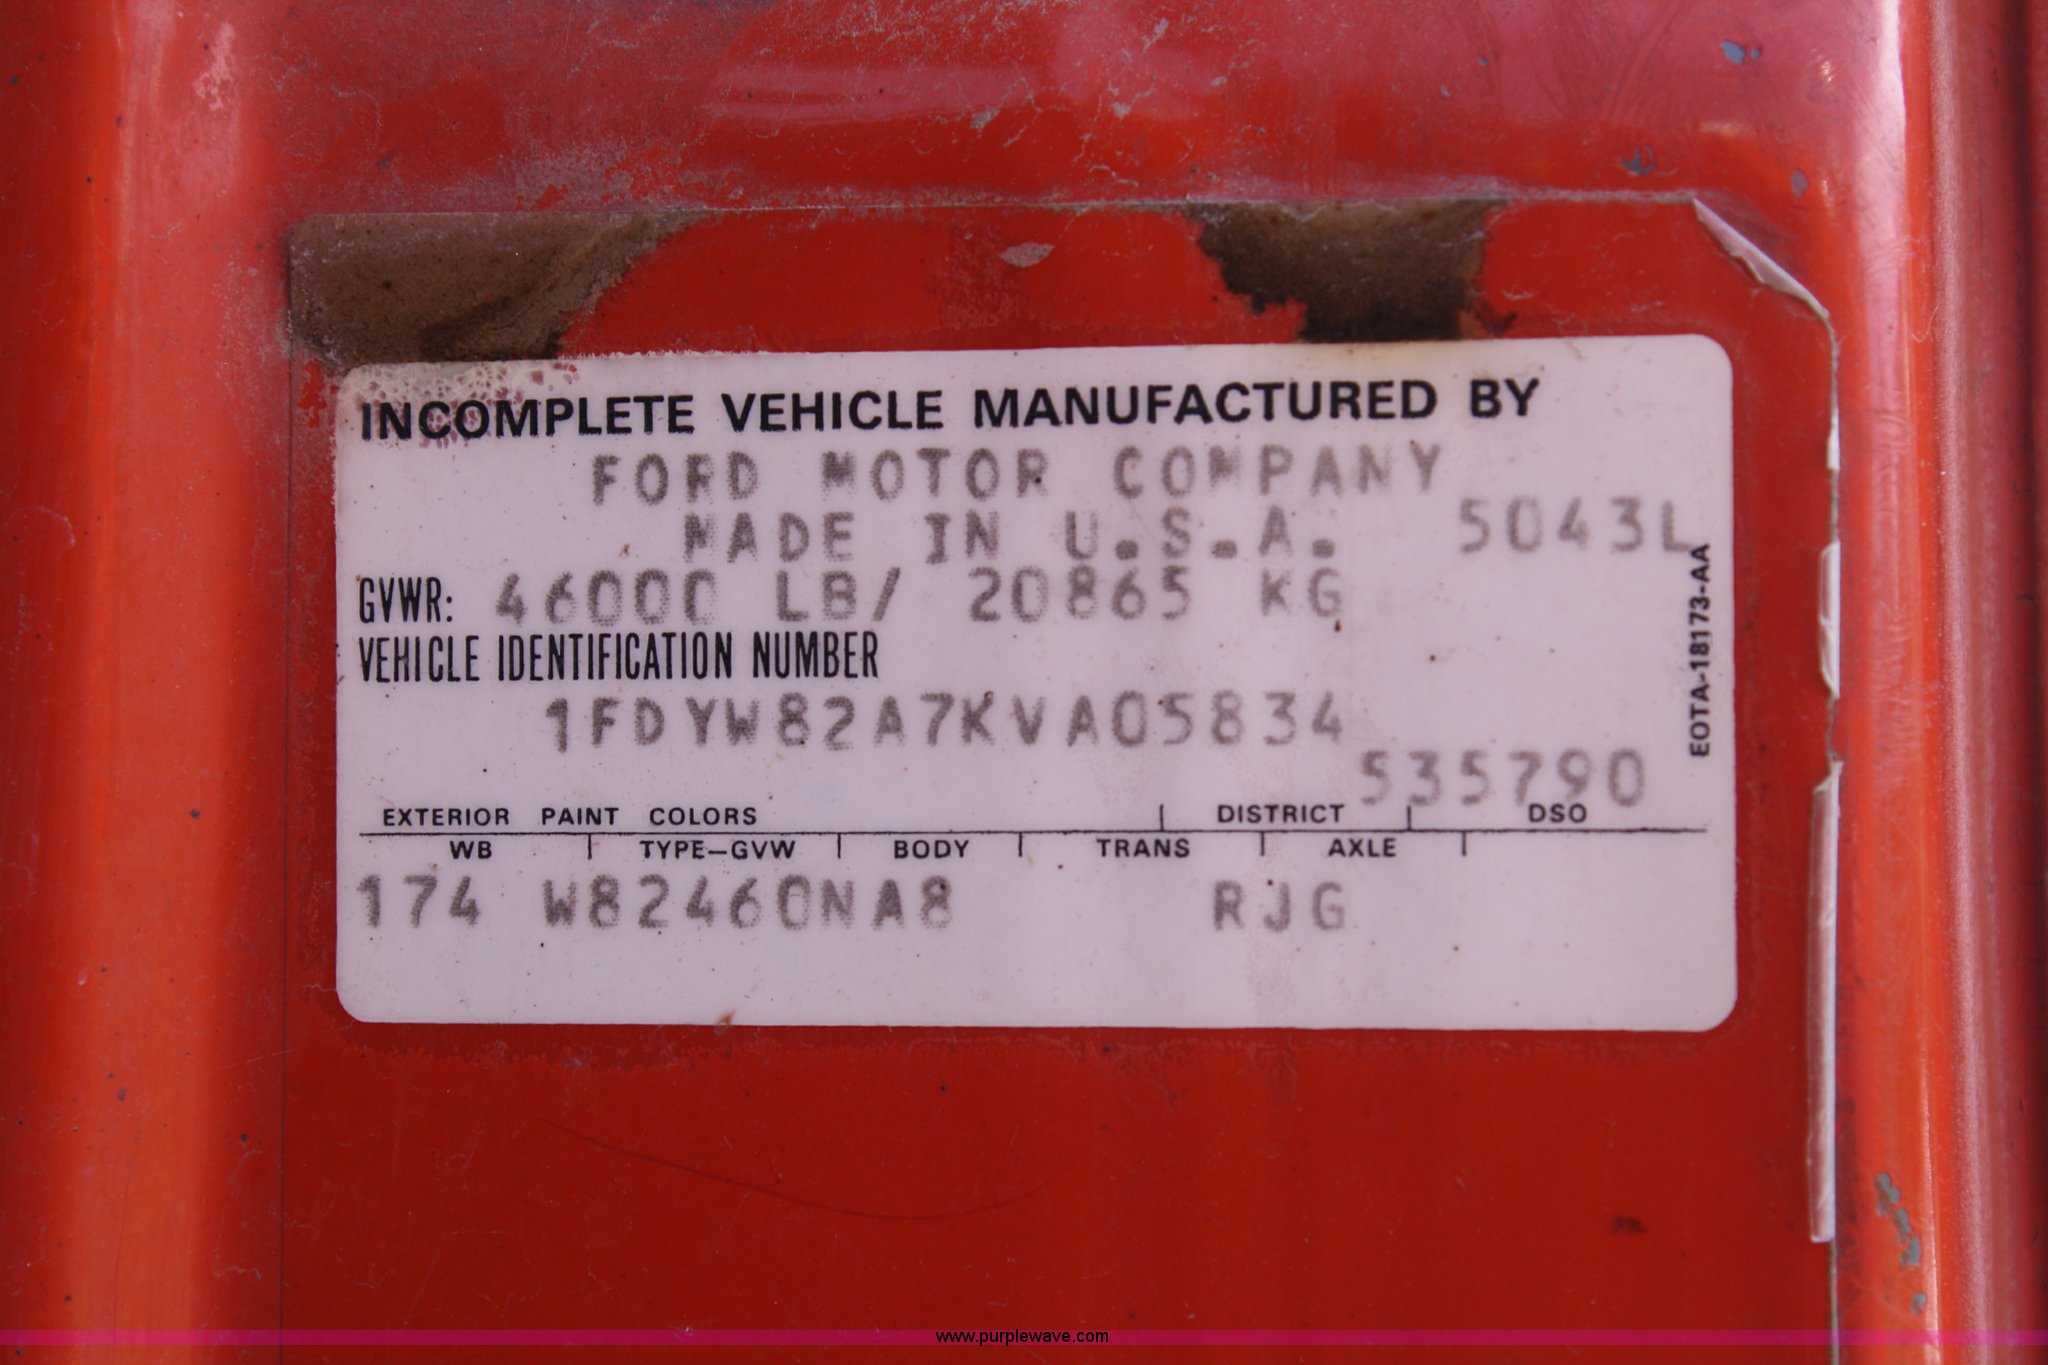 INCOMPLETE VEHICLE MANUFACTURED BY
FORD MOTOR COMPANY
MADE IN U.S.A. 5043L
GVWR: 46000 LB/ 20865 KG
VEHICLE IDENTIFICATION NUMBER
1FDYW82A7KVA05834
535790
EXTERIOR PAINT COLORS DISTRICT DSO
WB TYPE-GVW BODY TRANS AXLE
174 W82460NA8 RJG
EOTA-18173-AA
www.purplewave.com